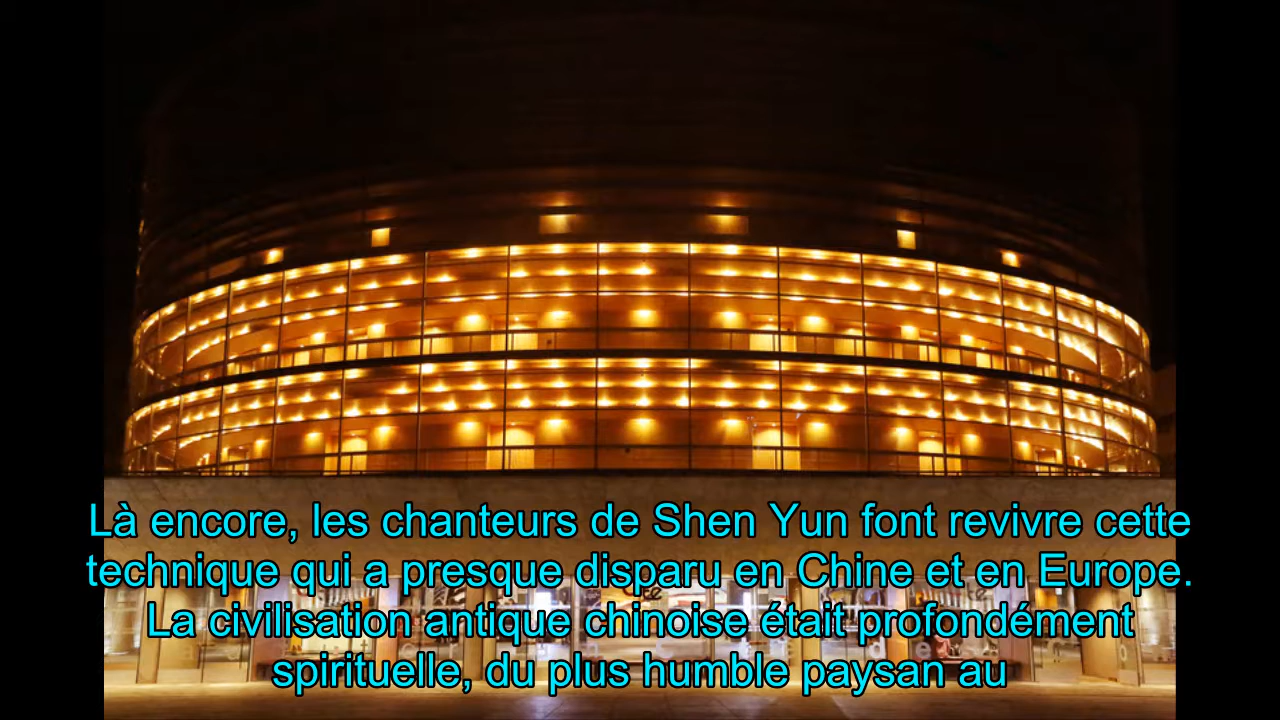 Là encore, les chanteurs de Shen Yun font revivre cette
technique qui a presque disparu en Chine et en Europe.
La civilisation antique chinoise était profondément
spirituelle, du plus humble paysan au